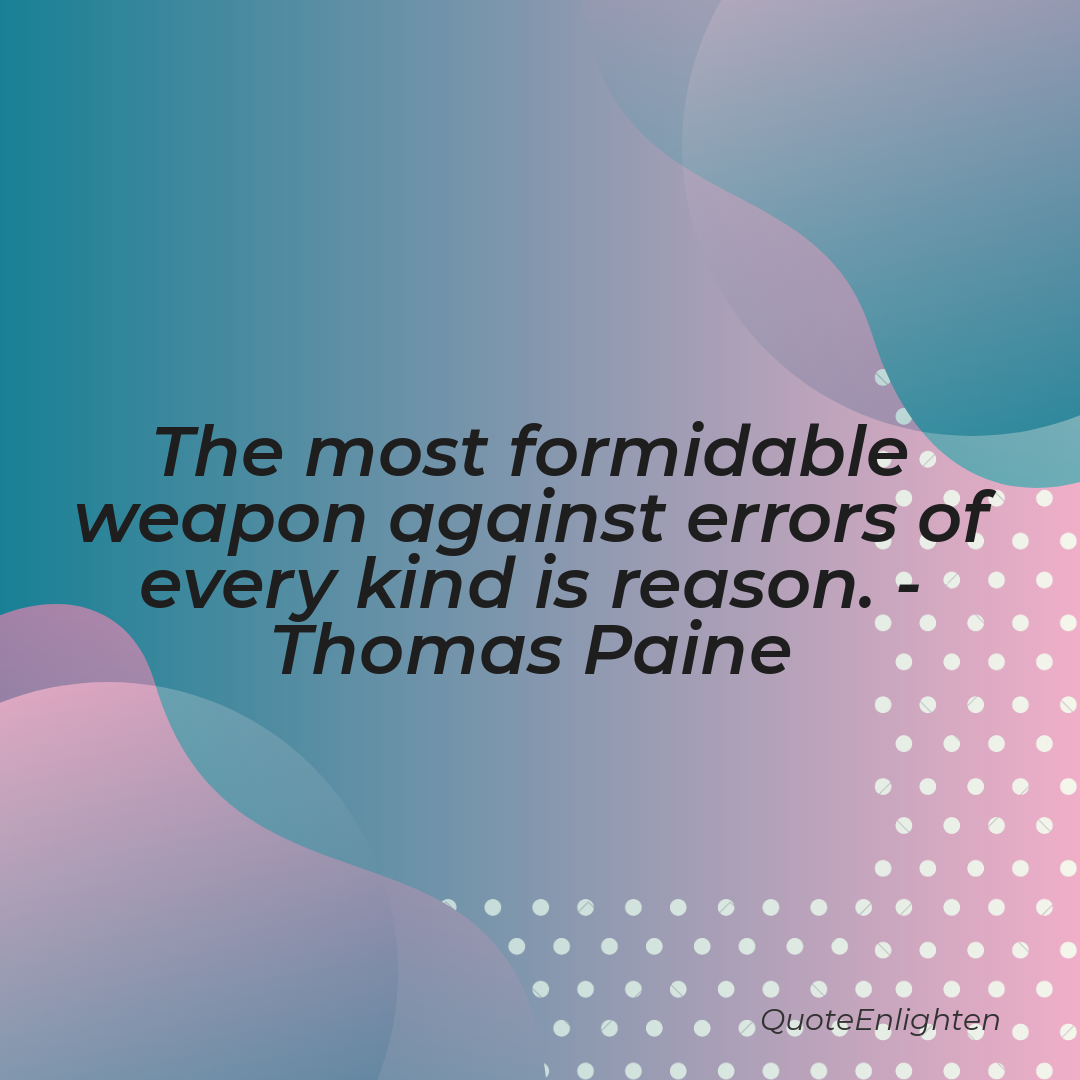 The most formidable
weapon against errors of
every kind is reason. -
Thomas Paine
QuoteEnlighten